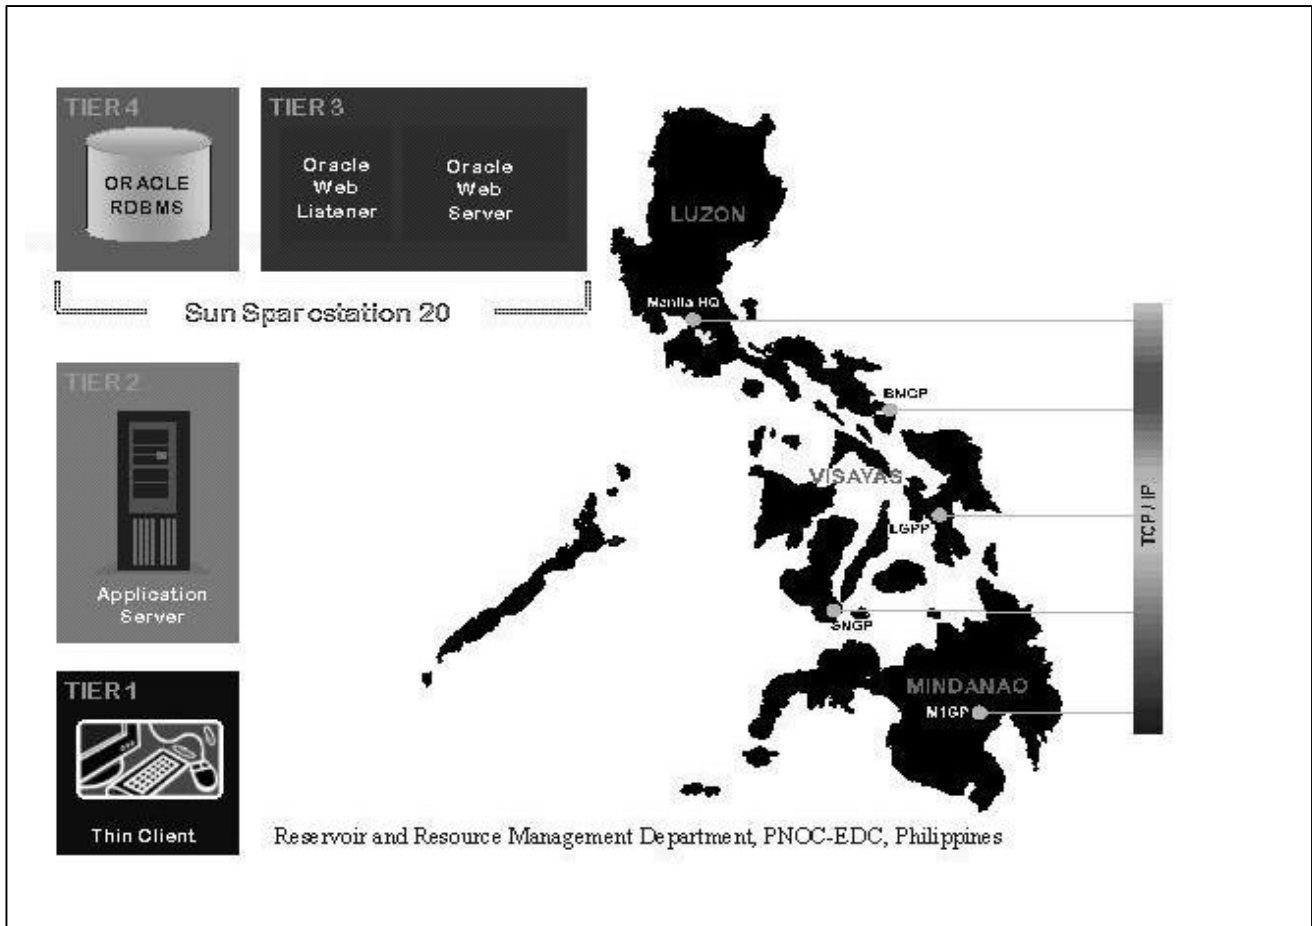 TIER 4
ORACLE
RDBMS
TIER 3
Oracle
Web
Listener
Oracle
Web
Server
Sun Sparcstation 20
TIER 2
Application
Server
TIER 1
Thin Client
LUZON
Manila HQ
BMGP
VISAYAS
LGPP
SNGP
MINDANAO
M1GP
TCP / IP
Reservoir and Resource Management Department, PNOC-EDC, Philippines